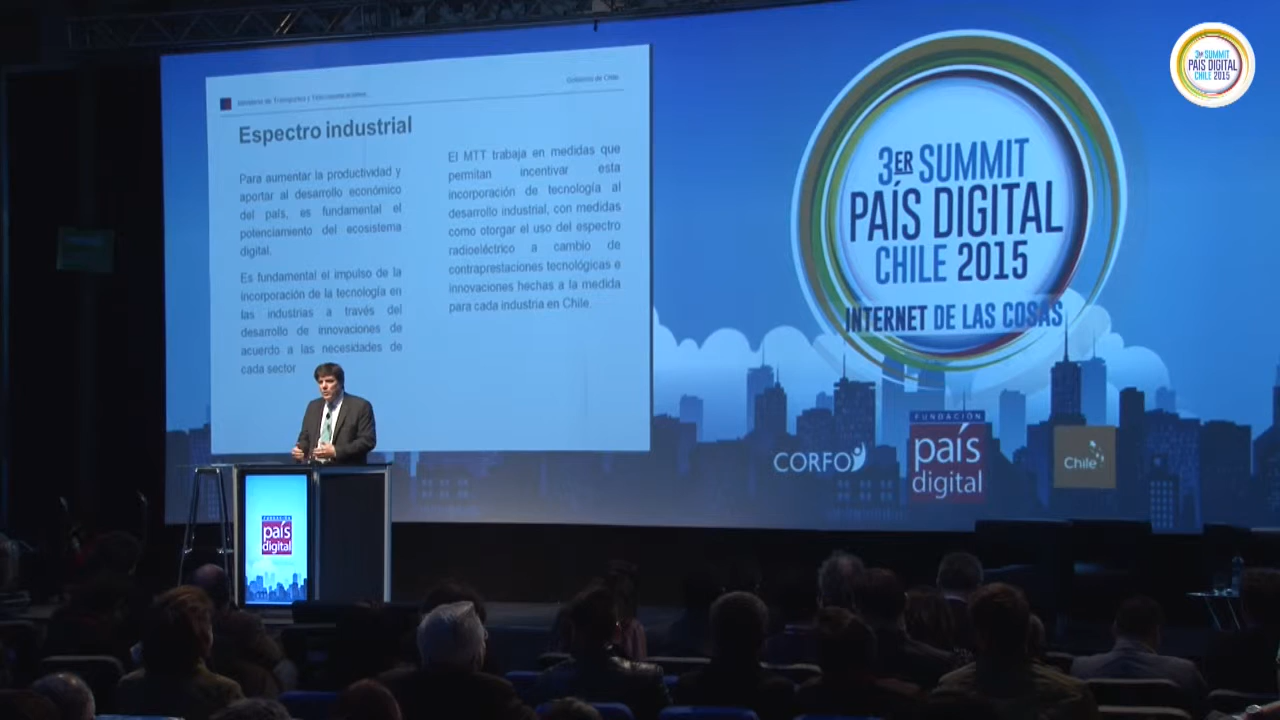 Ministerio de Transportes y Telecomunicaciones
Gobierno de Chile
Espectro industrial
Para aumentar la productividad y
aportar al desarrollo económico
del país, es fundamental el
potenciamiento del ecosistema
digital.
Es fundamental el impulso de la
incorporación de la tecnología en
las industrias a través del
desarrollo de innovaciones de
acuerdo a las necesidades de
cada sector
El MTT trabaja en medidas que
permitan incentivar esta
incorporación de tecnología al
desarrollo industrial, con medidas
como otorgar el uso del espectro
radioeléctrico a cambio de
contraprestaciones tecnológicas e
innovaciones hechas a la medida
para cada industria en Chile.
3ER SUMMIT
PAÍS DIGITAL
CHILE 2015
INTERNET DE LAS COSAS
CORFO
FUNDACIÓN
país
digital
Chile
FUNDACIÓN
país
digital
3ER SUMMIT
PAÍS DIGITAL
CHILE 2015